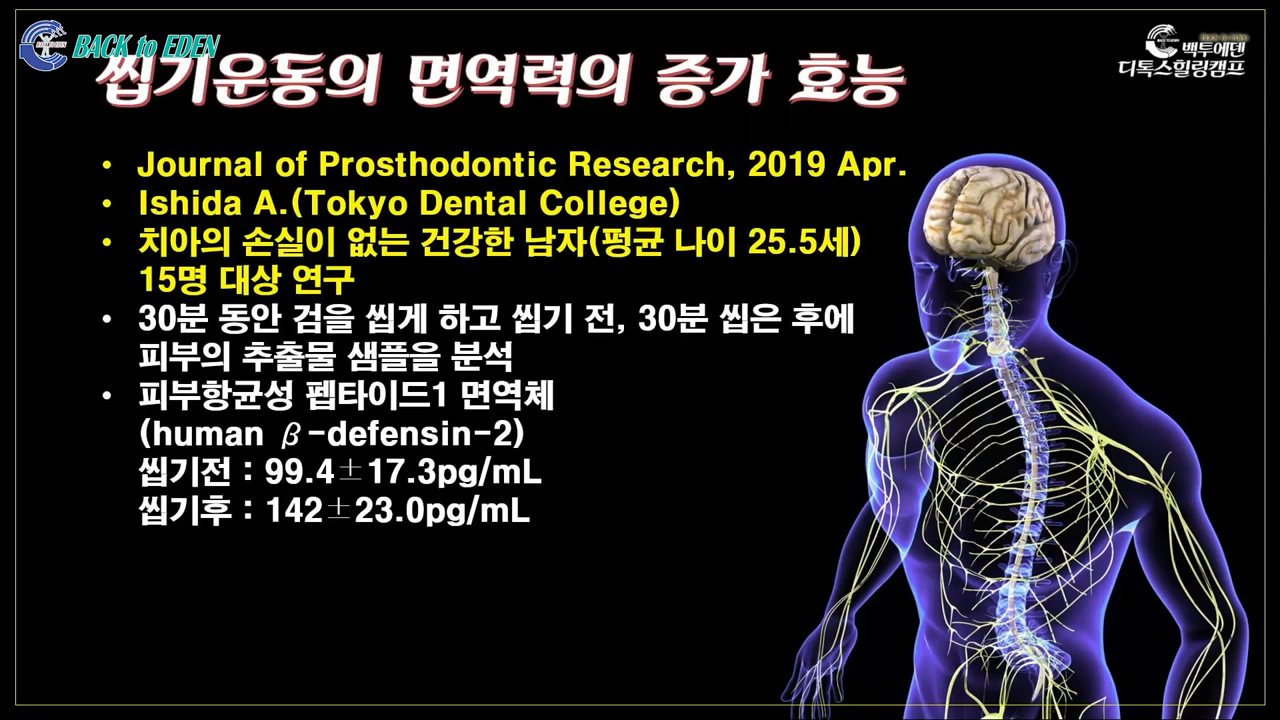 BACK to EDEN
백투에덴
디톡스힐링캠프
씹기운동의 면역력의 증가 효능
• Journal of Prosthodontic Research, 2019 Apr.
• Ishida A.(Tokyo Dental College)
• 치아의 손실이 없는 건강한 남자(평균 나이 25.5세)
15명 대상 연구
• 30분 동안 검을 씹게 하고 씹기 전, 30분 씹은 후에
피부의 추출물 샘플을 분석
• 피부항균성 펩타이드1 면역체
(human β-defensin-2)
씹기전 : 99.4±17.3pg/mL
씹기후 : 142±23.0pg/mL